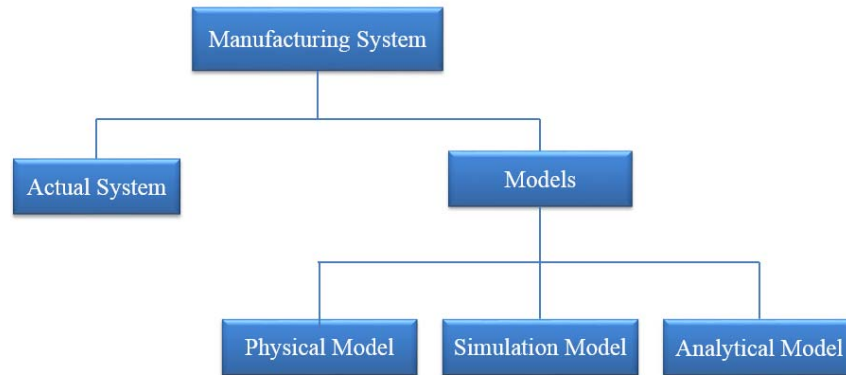 Manufacturing System
Actual System
Models
Physical Model
Simulation Model
Analytical Model